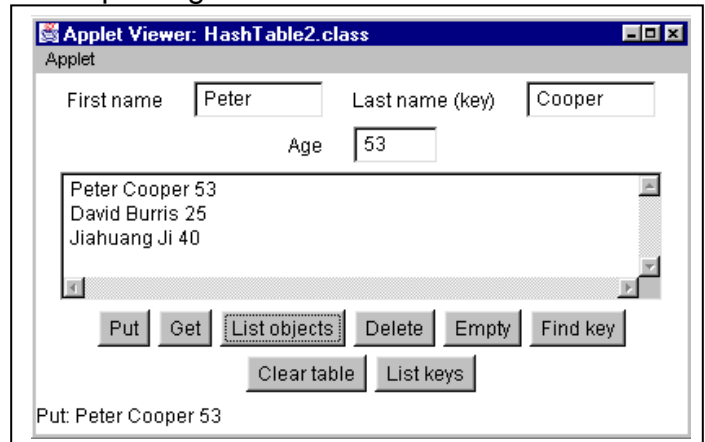 Applet Viewer: HashTable2.class
Applet
First name Peter Last name (key) Cooper
Age 53
Peter Cooper 53
David Burris 25
Jiahuang Ji 40
Put Get List objects Delete Empty Find key
Clear table List keys
Put: Peter Cooper 53